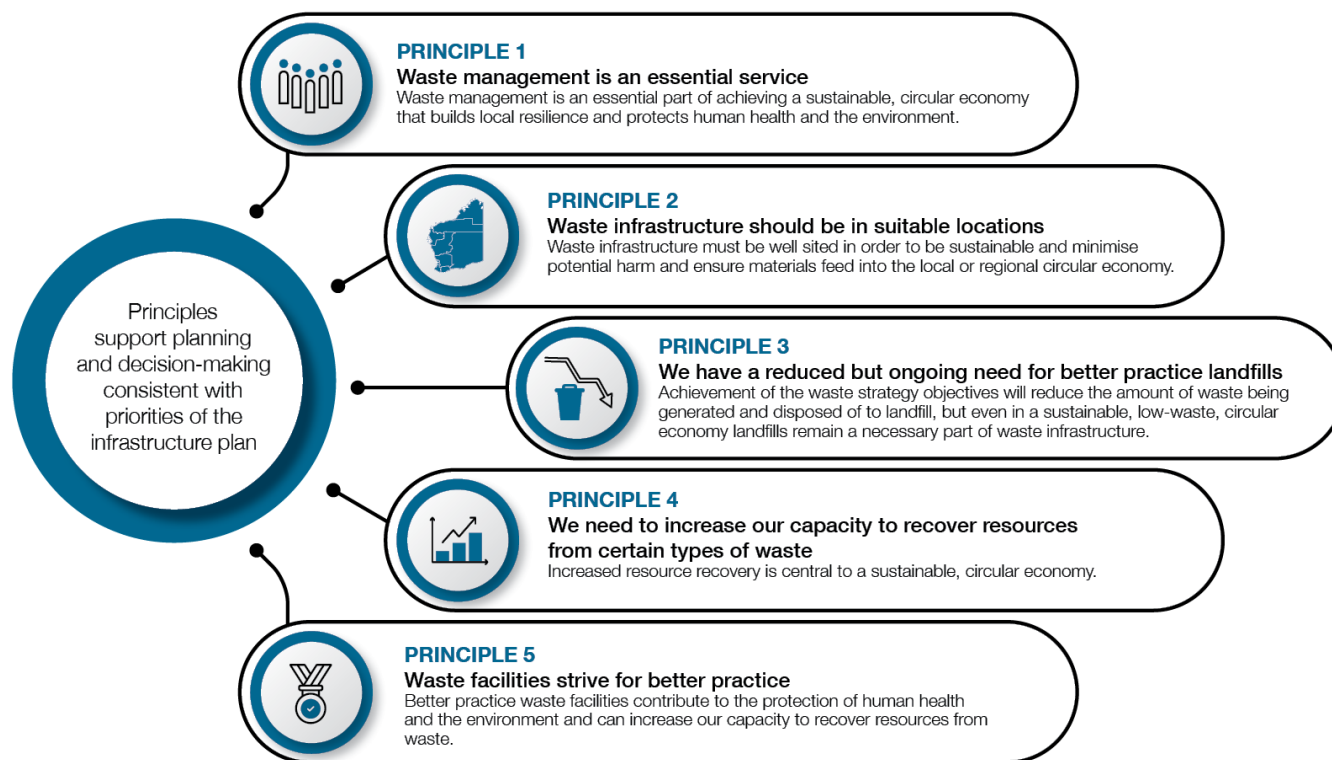 PRINCIPLE 1
Waste management is an essential service
Waste management is an essential part of achieving a sustainable, circular economy
that builds local resilience and protects human health and the environment.
PRINCIPLE 2
Waste infrastructure should be in suitable locations
Waste infrastructure must be well sited in order to be sustainable and minimise
potential harm and ensure materials feed into the local or regional circular economy.
Principles
support planning
and decision-making
consistent with
priorities of the
infrastructure plan
PRINCIPLE 3
We have a reduced but ongoing need for better practice landfills
Achievement of the waste strategy objectives will reduce the amount of waste being
generated and disposed of to landfill, but even in a sustainable, low-waste, circular
economy landfills remain a necessary part of waste infrastructure.
PRINCIPLE 4
We need to increase our capacity to recover resources
from certain types of waste
Increased resource recovery is central to a sustainable, circular economy.
PRINCIPLE 5
Waste facilities strive for better practice
Better practice waste facilities contribute to the protection of human health
and the environment and can increase our capacity to recover resources from
waste.